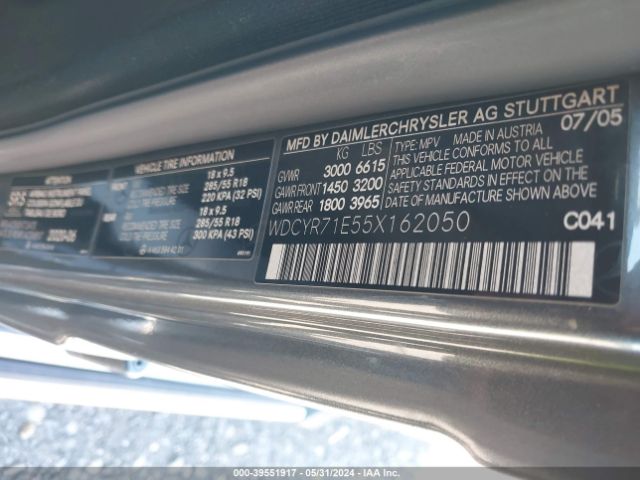 MFD BY DAIMLERCHRYSLER AG STUTTGART
KG LBS
GVWR 3000 6615
GAWR FRONT 1450 3200
GAWR REAR 1800 3965
TYPE: MPV MADE IN AUSTRIA 07/05
THIS VEHICLE CONFORMS TO ALL
APPLICABLE FEDERAL MOTOR VEHICLE
SAFETY STANDARDS IN EFFECT ON THE
DATE OF MANUFACTURE SHOWN ABOVE
WDCYR71E55X162050
C041
VEHICLE TIRE INFORMATION
18 x 9.5
285/55 R18
220 KPA (32 PSI)
18 x 9.5
285/55 R18
300 KPA (43 PSI)
SRS
2020-06
000-39551917 - 05/31/2024 - IAA Inc.